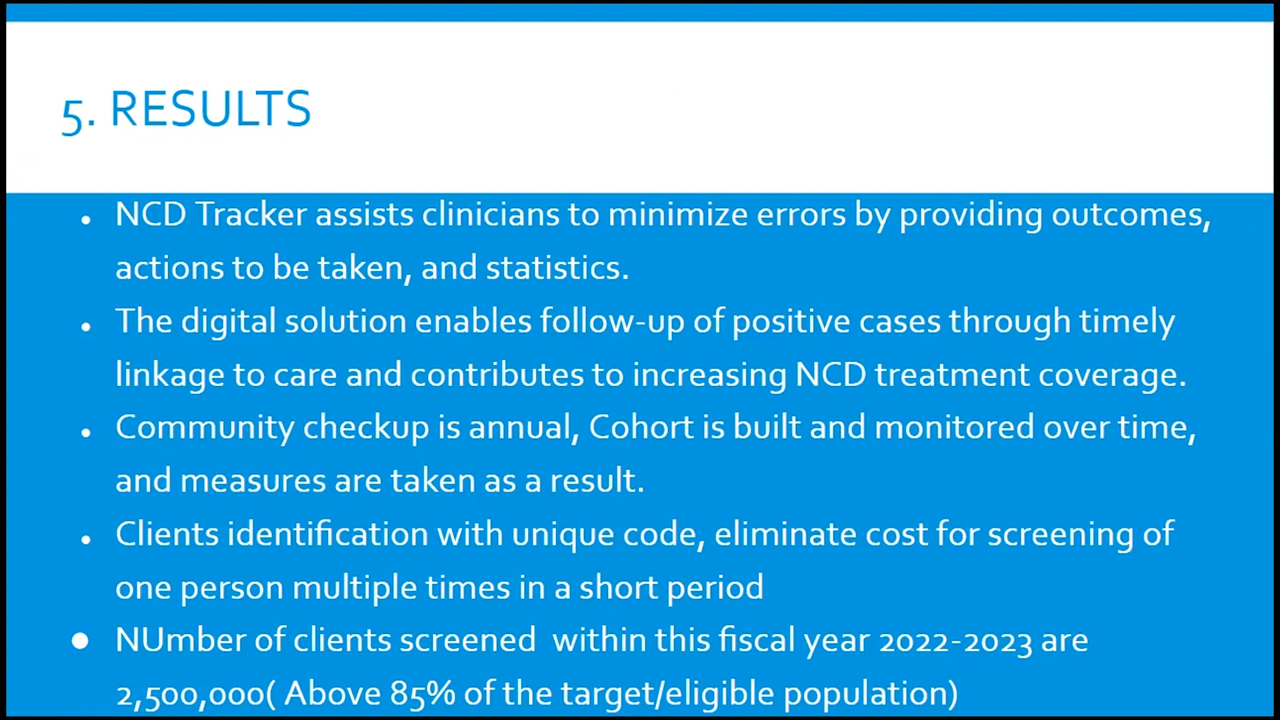 5. RESULTS
• NCD Tracker assists clinicians to minimize errors by providing outcomes,
actions to be taken, and statistics.
• The digital solution enables follow-up of positive cases through timely
linkage to care and contributes to increasing NCD treatment coverage.
• Community checkup is annual, Cohort is built and monitored over time,
and measures are taken as a result.
• Clients identification with unique code, eliminate cost for screening of
one person multiple times in a short period
• NUmber of clients screened  within this fiscal year 2022-2023 are
2,500,000( Above 85% of the target/eligible population)